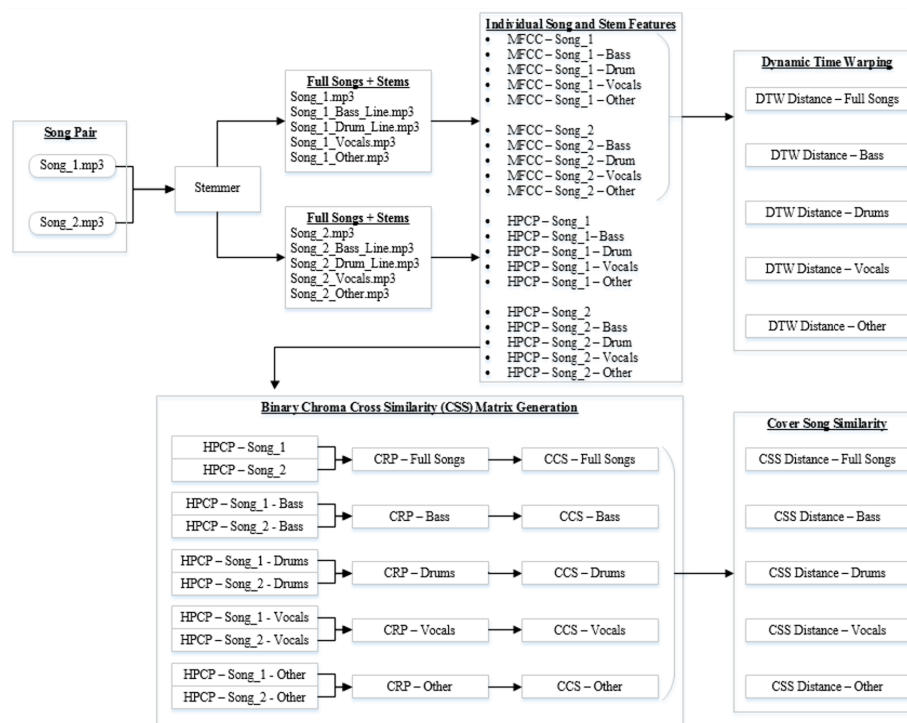 Song Pair
Song_1.mp3
Song_2.mp3
Stemmer
Full Songs + Stems
Song_1.mp3
Song_1_Bass_Line.mp3
Song_1_Drum_Line.mp3
Song_1_Vocals.mp3
Song_1_Other.mp3
Full Songs + Stems
Song_2.mp3
Song_2_Bass_Line.mp3
Song_2_Drum_Line.mp3
Song_2_Vocals.mp3
Song_2_Other.mp3
Individual Song and Stem Features
• MFCC – Song_1
• MFCC – Song_1 – Bass
• MFCC – Song_1 – Drum
• MFCC – Song_1 – Vocals
• MFCC – Song_1 – Other
• MFCC – Song_2
• MFCC – Song_2 – Bass
• MFCC – Song_2 – Drum
• MFCC – Song_2 – Vocals
• MFCC – Song_2 – Other
• HPCP – Song_1
• HPCP – Song_1– Bass
• HPCP – Song_1 – Drum
• HPCP – Song_1 – Vocals
• HPCP – Song_1 – Other
• HPCP – Song_2
• HPCP – Song_2 – Bass
• HPCP – Song_2 – Drum
• HPCP – Song_2 – Vocals
• HPCP – Song_2 – Other
Dynamic Time Warping
DTW Distance – Full Songs
DTW Distance – Bass
DTW Distance – Drums
DTW Distance – Vocals
DTW Distance – Other
Binary Chroma Cross Similarity (CSS) Matrix Generation
HPCP – Song_1
HPCP – Song_2
CRP – Full Songs
CCS – Full Songs
HPCP – Song_1 - Bass
HPCP – Song_2 - Bass
CRP – Bass
CCS – Bass
HPCP – Song_1 - Drums
HPCP – Song_2 - Drums
CRP – Drums
CCS – Drums
HPCP – Song_1 - Vocals
HPCP – Song_2 - Vocals
CRP – Vocals
CCS – Vocals
HPCP – Song_1 - Other
HPCP – Song_2 - Other
CRP – Other
CCS – Other
Cover Song Similarity
CSS Distance – Full Songs
CSS Distance – Bass
CSS Distance – Drums
CSS Distance – Vocals
CSS Distance – Other